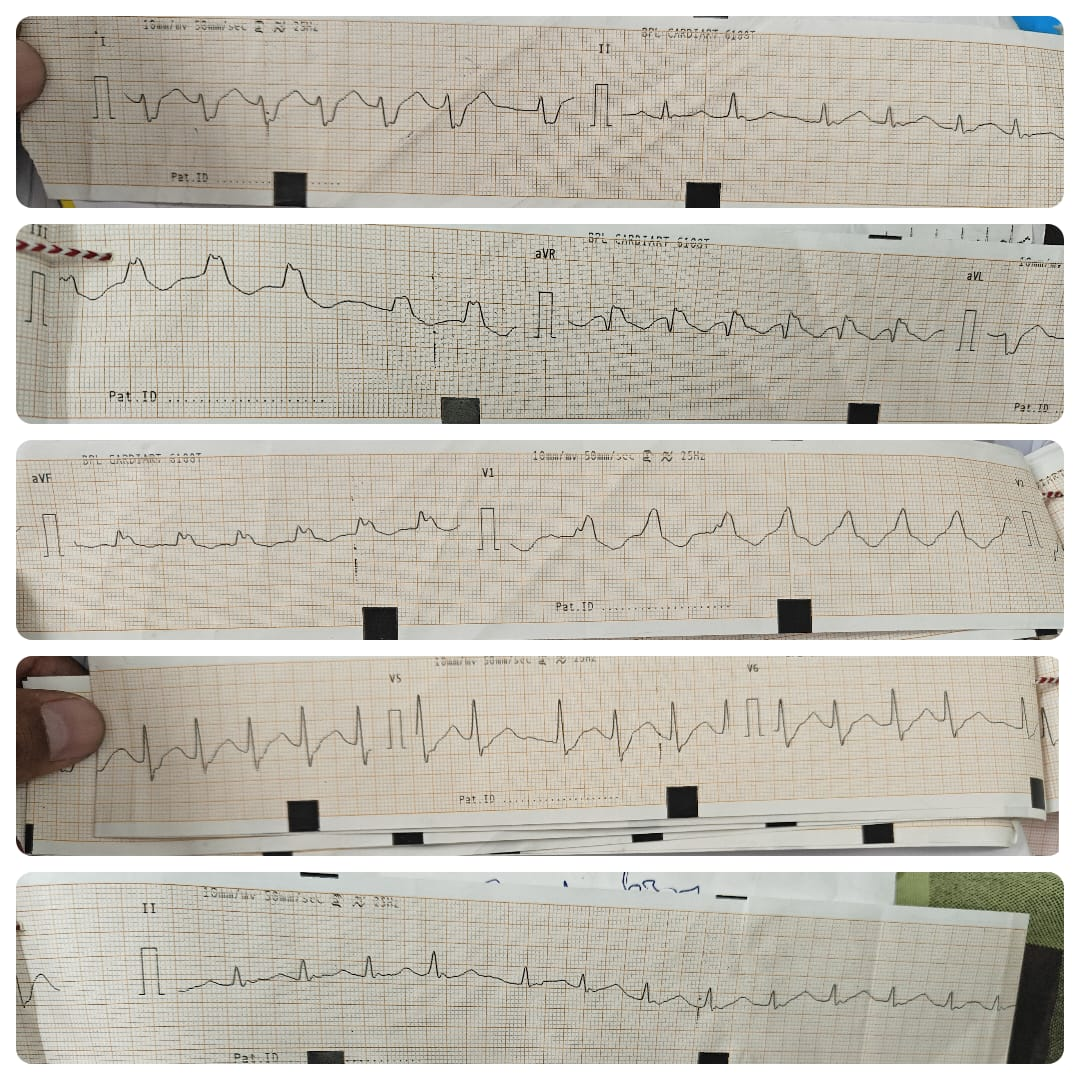 10mm/mv 50mm/sec 25Hz
BPL CARDIART 6108T
I
II
Pat.ID ....................
III
BPL CARDIART 6108T
aVR
aVL
10mm/mv
Pat.ID ....................
Pat.ID ..
aVF
BPL CARDIART 6108T
10mm/mv 50mm/sec 25Hz
V1
V2
Pat.ID ....................
10mm/mv 50mm/sec 25Hz
V5
V6
Pat.ID ....................
10mm/mv 50mm/sec 25Hz
II
Pat.ID ....................